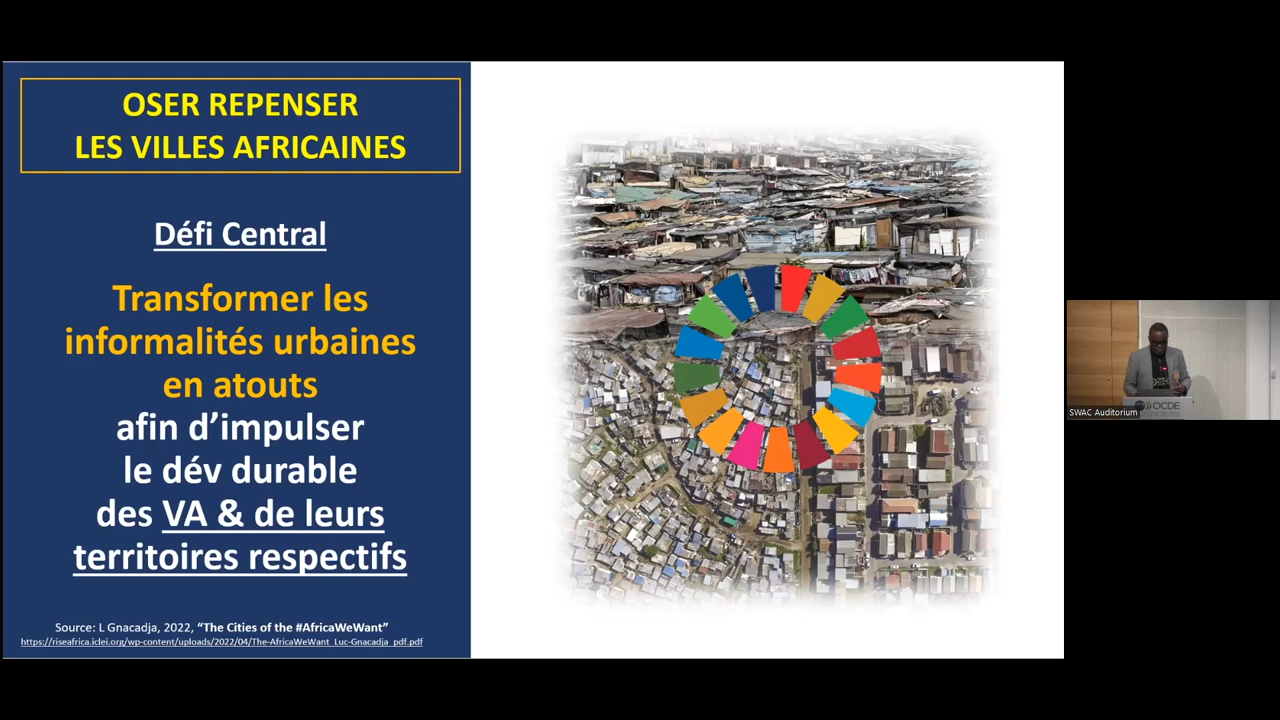 OSER REPENSER
LES VILLES AFRICAINES
Défi Central
Transformer les
informalités urbaines
en atouts
afin d’impulser
le dév durable
des VA & de leurs
territoires respectifs
Source: L Gnacadja, 2022, “The Cities of the #AfricaWeWant”
https://riseafrica.iclei.org/wp-content/uploads/2022/04/The-AfricaWeWant_Luc-Gnacadja_pdf.pdf
OCDE
SWAC Auditorium